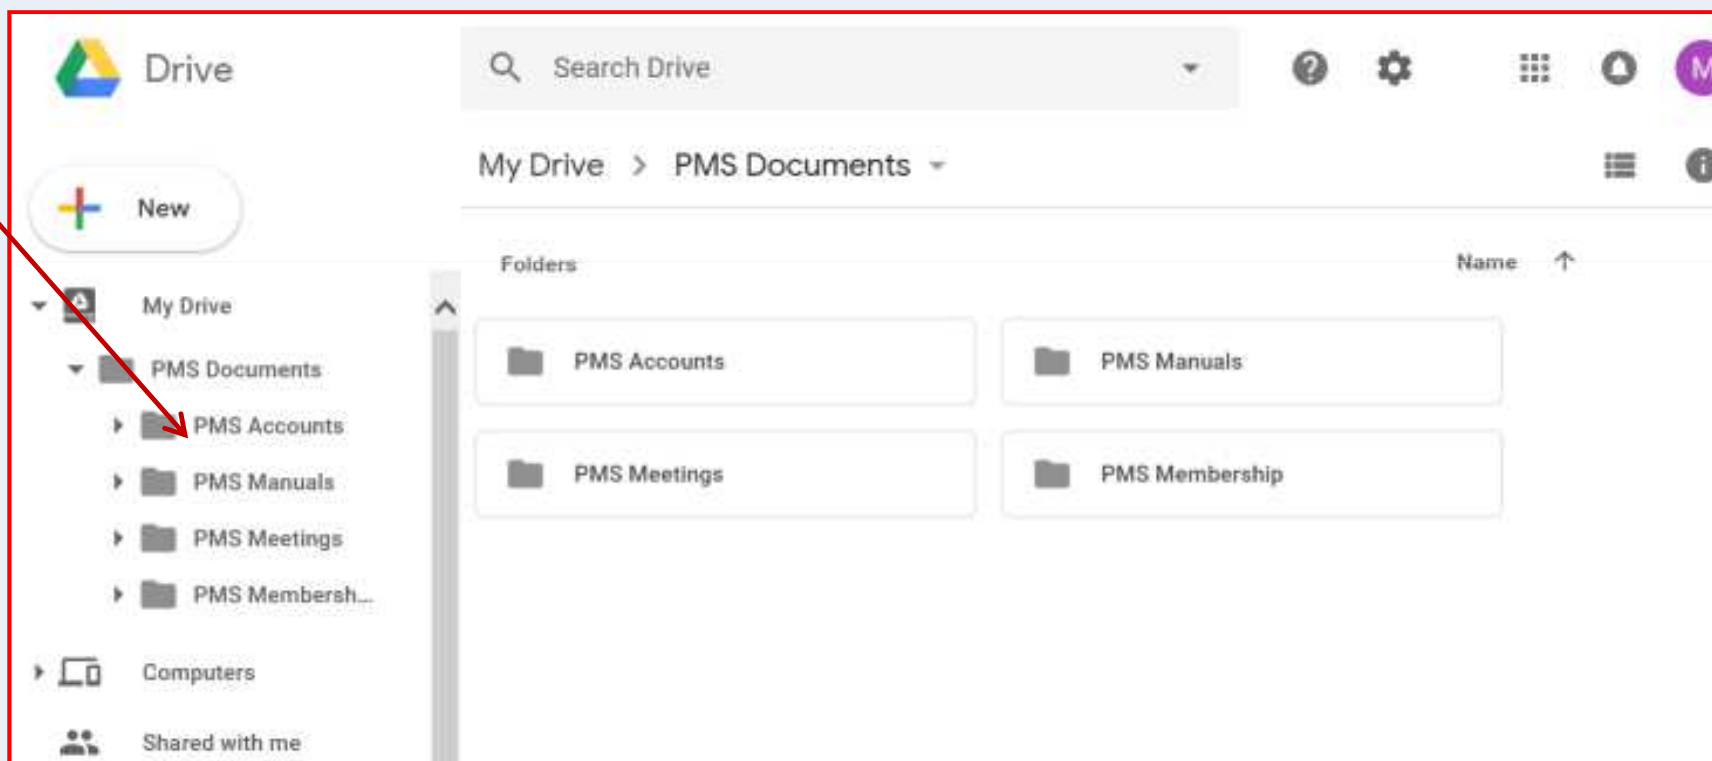 Drive
Search Drive
M
New
My Drive > PMS Documents
Folders
Name
My Drive
PMS Documents
PMS Accounts
PMS Manuals
PMS Meetings
PMS Membersh...
Computers
Shared with me
PMS Accounts
PMS Manuals
PMS Meetings
PMS Membership